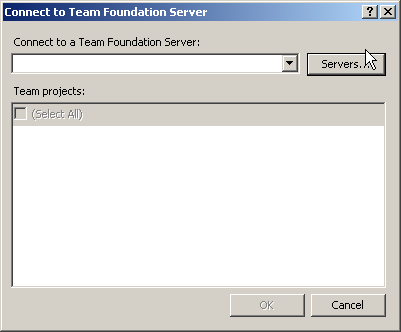 Connect to Team Foundation Server
Connect to a Team Foundation Server:
Servers...
Team projects:
(Select All)
OK
Cancel